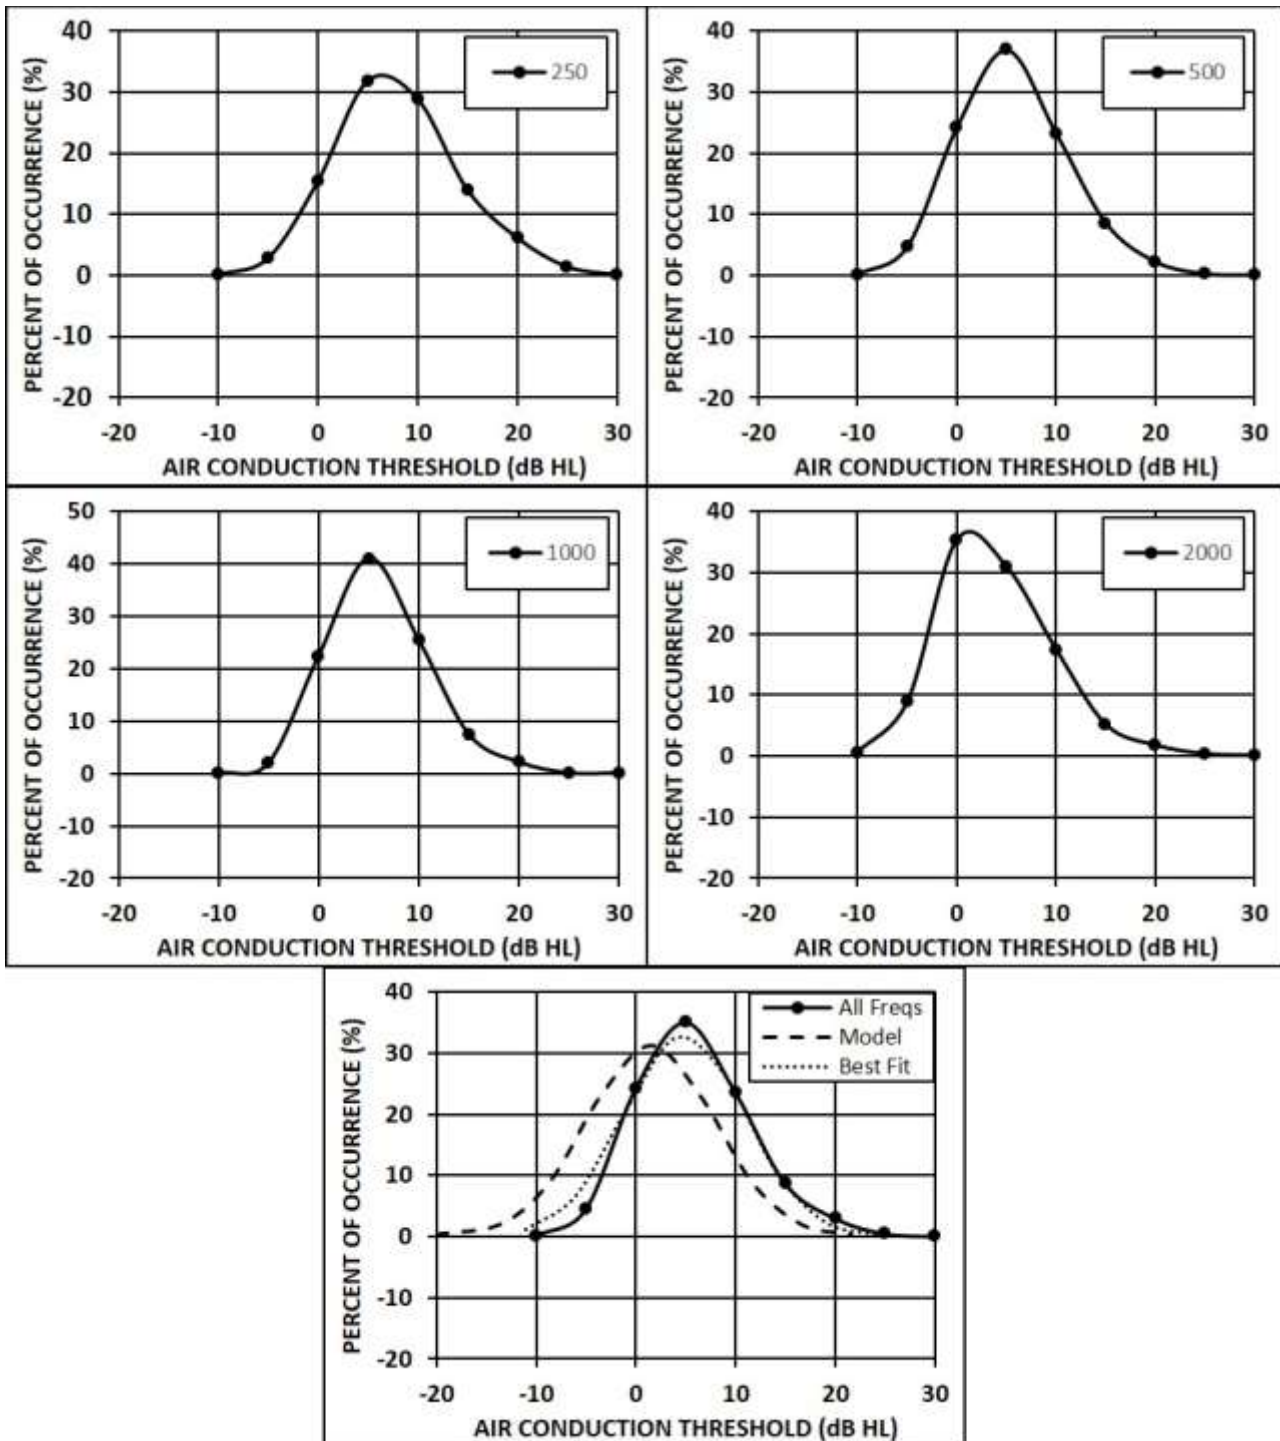 PERCENT OF OCCURRENCE (%)
40
30
20
10
0
-10
-20
250
-20 -10 0 10 20 30
AIR CONDUCTION THRESHOLD (dB HL)
PERCENT OF OCCURRENCE (%)
40
30
20
10
0
-10
-20
500
-20 -10 0 10 20 30
AIR CONDUCTION THRESHOLD (dB HL)
PERCENT OF OCCURRENCE (%)
50
40
30
20
10
0
-10
-20
1000
-20 -10 0 10 20 30
AIR CONDUCTION THRESHOLD (dB HL)
PERCENT OF OCCURRENCE (%)
40
30
20
10
0
-10
-20
2000
-20 -10 0 10 20 30
AIR CONDUCTION THRESHOLD (dB HL)
PERCENT OF OCCURRENCE (%)
40
30
20
10
0
-10
-20
All Freqs
Model
Best Fit
-20 -10 0 10 20 30
AIR CONDUCTION THRESHOLD (dB HL)